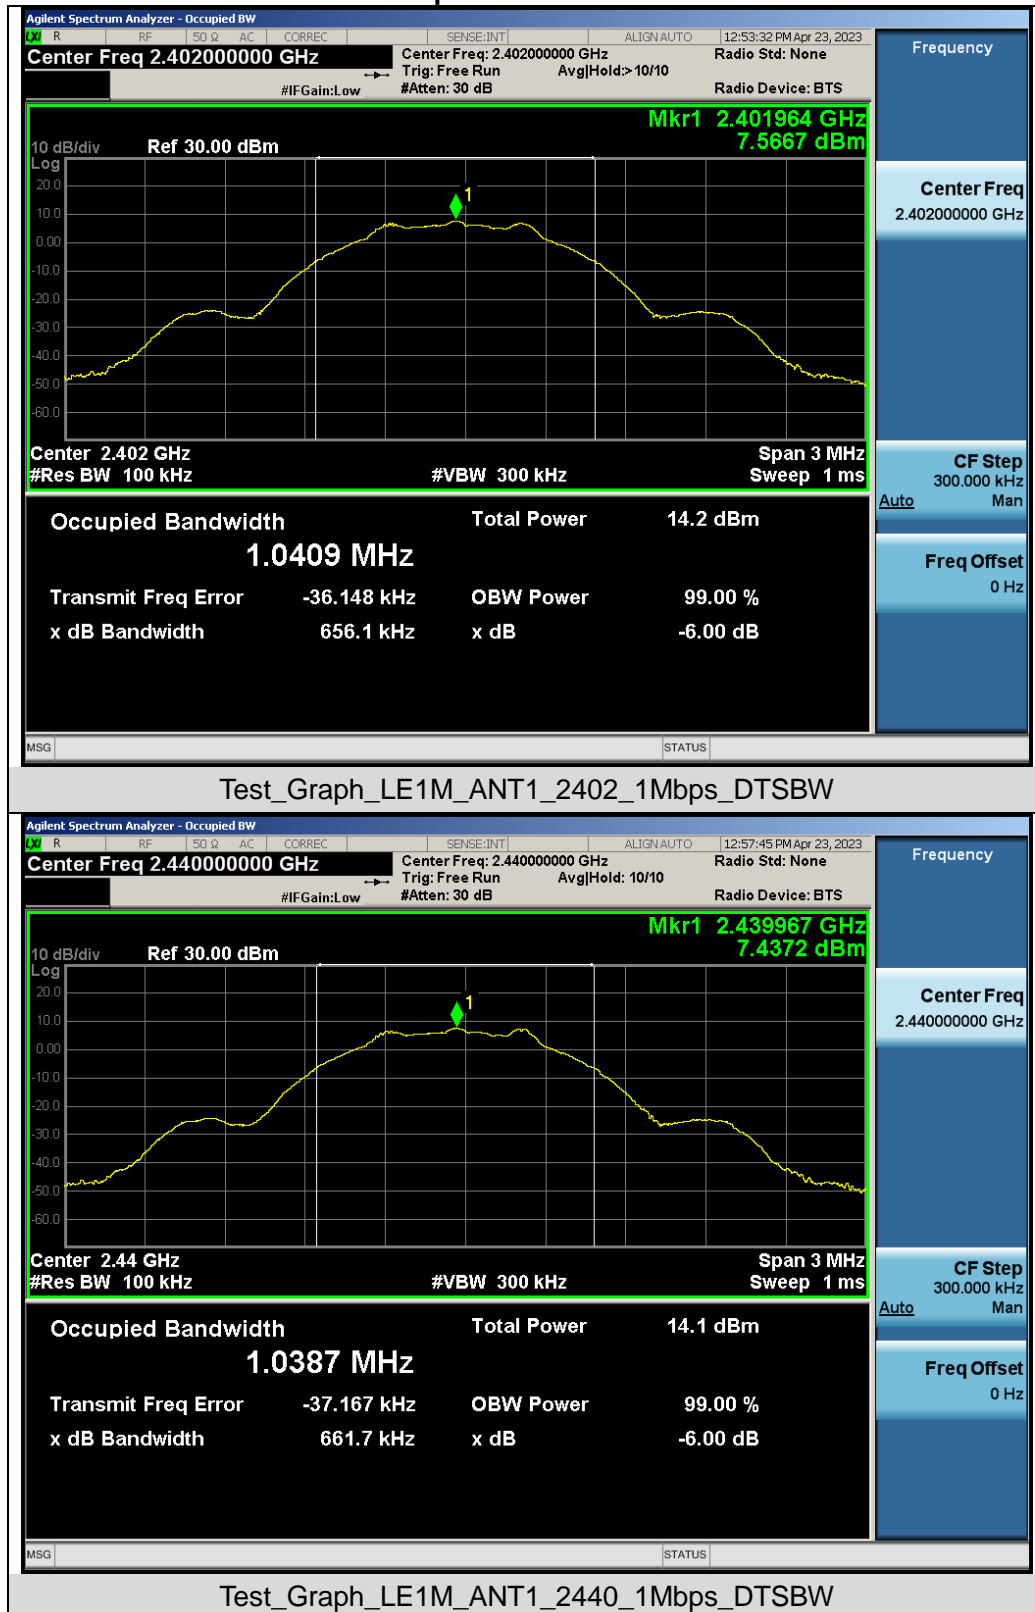 Agilent Spectrum Analyzer - Occupied BW
LXI R RF 50 Ω AC CORREC SENSE:INT ALIGN AUTO 12:53:32 PM Apr 23, 2023
Center Freq 2.402000000 GHz
Center Freq: 2.402000000 GHz Radio Std: None
Trig: Free Run Avg|Hold:>10/10
#IFGain:Low #Atten: 30 dB Radio Device: BTS
Frequency
Mkr1 2.401964 GHz
7.5667 dBm
10 dB/div Ref 30.00 dBm
Log
20.0
10.0
0.00
-10.0
-20.0
-30.0
-40.0
-50.0
-60.0
1
Center Freq
2.402000000 GHz
Center 2.402 GHz Span 3 MHz
#Res BW 100 kHz #VBW 300 kHz Sweep 1 ms
CF Step
300.000 kHz
Auto Man
Occupied Bandwidth Total Power 14.2 dBm
1.0409 MHz
Freq Offset
0 Hz
Transmit Freq Error -36.148 kHz OBW Power 99.00 %
x dB Bandwidth 656.1 kHz x dB -6.00 dB
MSG STATUS
Test_Graph_LE1M_ANT1_2402_1Mbps_DTSBW
Agilent Spectrum Analyzer - Occupied BW
LXI R RF 50 Ω AC CORREC SENSE:INT ALIGN AUTO 12:57:45 PM Apr 23, 2023
Center Freq 2.440000000 GHz
Center Freq: 2.440000000 GHz Radio Std: None
Trig: Free Run Avg|Hold: 10/10
#IFGain:Low #Atten: 30 dB Radio Device: BTS
Frequency
Mkr1 2.439967 GHz
7.4372 dBm
10 dB/div Ref 30.00 dBm
Log
20.0
10.0
0.00
-10.0
-20.0
-30.0
-40.0
-50.0
-60.0
1
Center Freq
2.440000000 GHz
Center 2.44 GHz Span 3 MHz
#Res BW 100 kHz #VBW 300 kHz Sweep 1 ms
CF Step
300.000 kHz
Auto Man
Occupied Bandwidth Total Power 14.1 dBm
1.0387 MHz
Freq Offset
0 Hz
Transmit Freq Error -37.167 kHz OBW Power 99.00 %
x dB Bandwidth 661.7 kHz x dB -6.00 dB
MSG STATUS
Test_Graph_LE1M_ANT1_2440_1Mbps_DTSBW